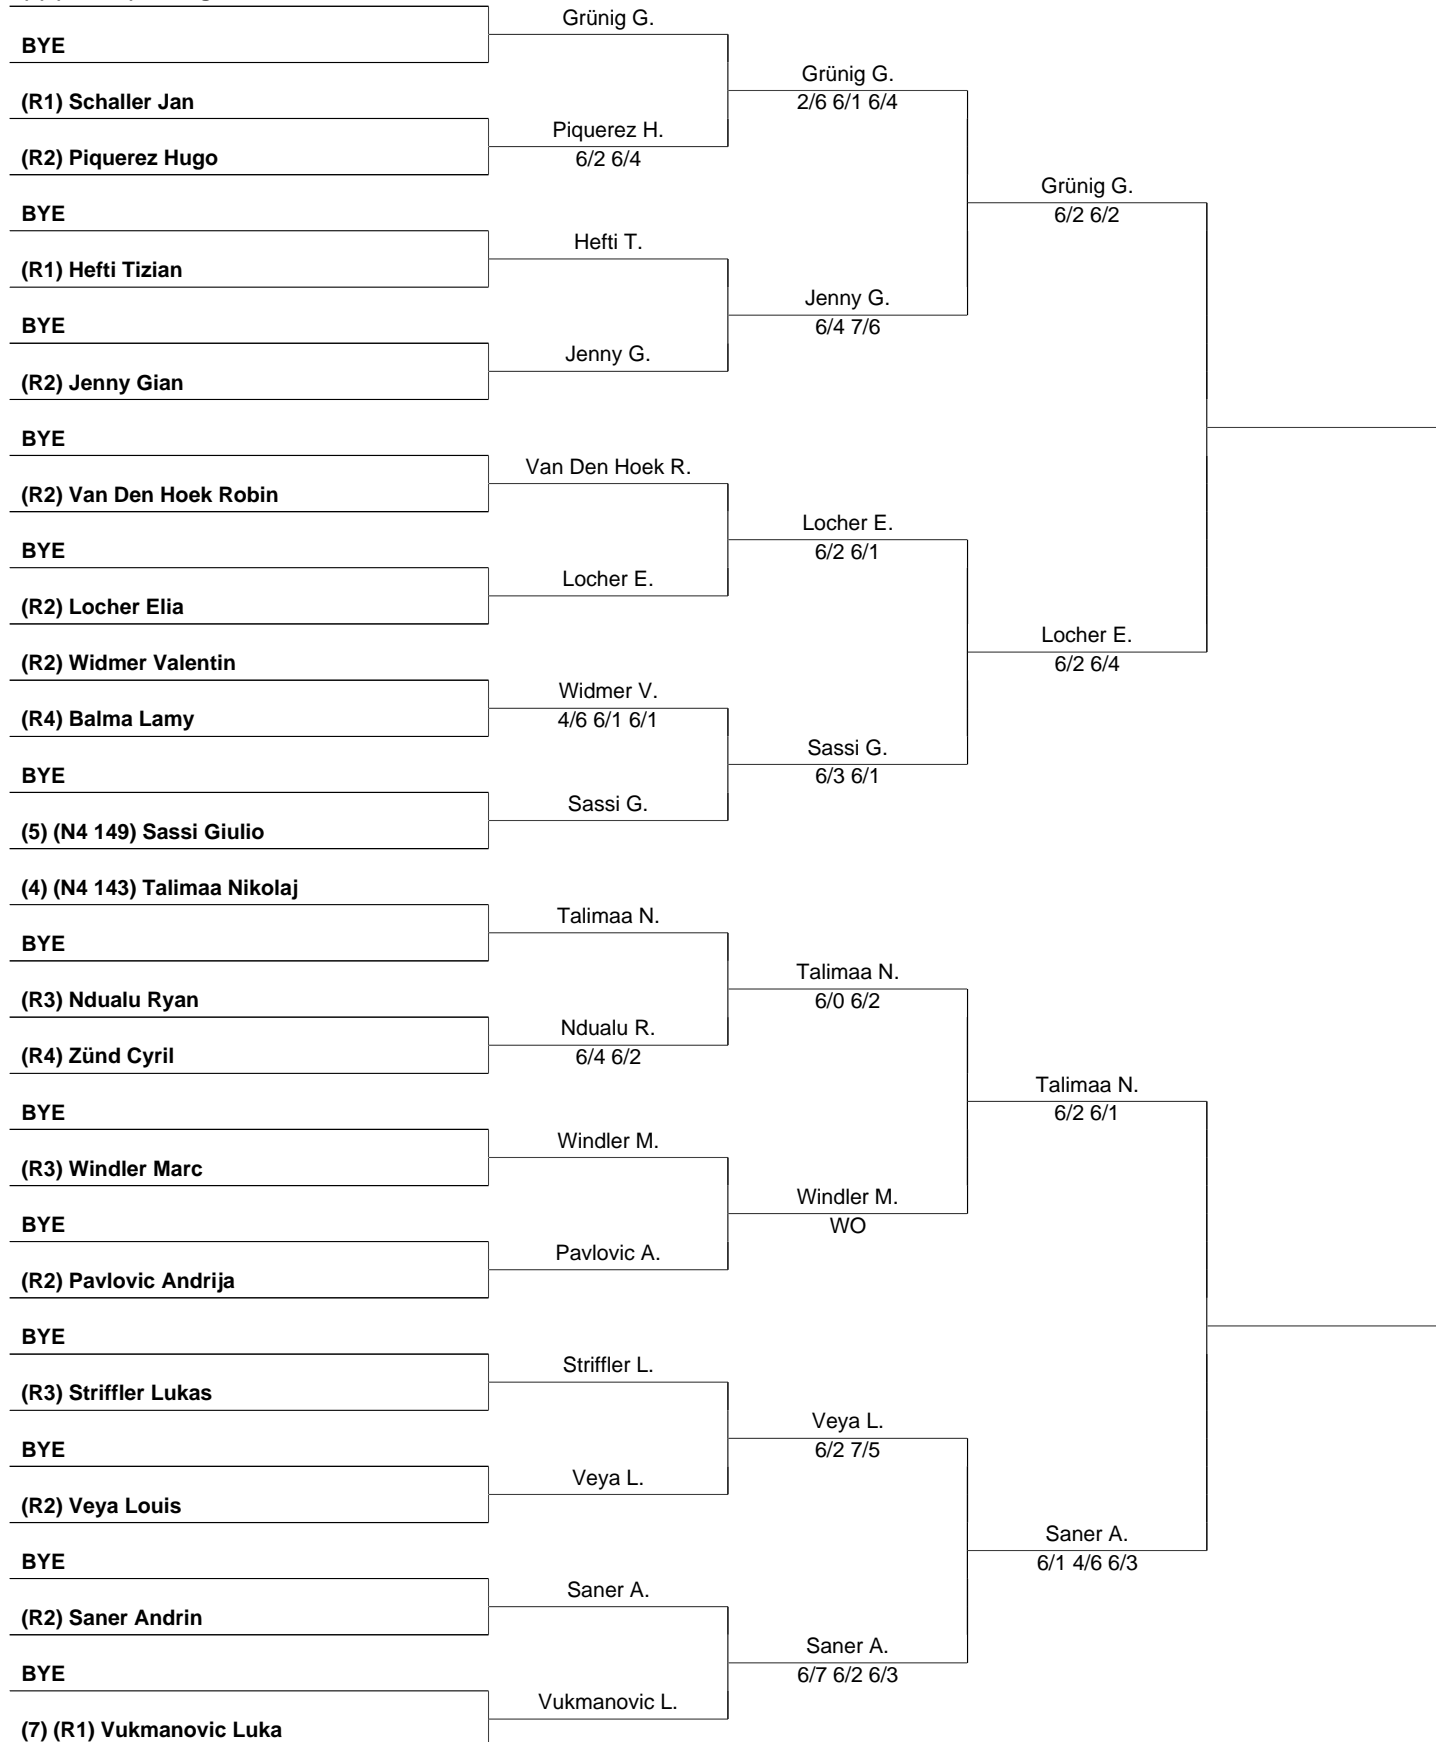 BYE
(R1) Schaller Jan
(R2) Piquerez Hugo
BYE
(R1) Hefti Tizian
BYE
(R2) Jenny Gian
BYE
(R2) Van Den Hoek Robin
BYE
(R2) Locher Elia
(R2) Widmer Valentin
(R4) Balma Lamy
BYE
(5) (N4 149) Sassi Giulio
(4) (N4 143) Talimaa Nikolaj
BYE
(R3) Ndualu Ryan
(R4) Zünd Cyril
BYE
(R3) Windler Marc
BYE
(R2) Pavlovic Andrija
BYE
(R3) Striffler Lukas
BYE
(R2) Veya Louis
BYE
(R2) Saner Andrin
BYE
(7) (R1) Vukmanovic Luka
Grünig G.
Piquerez H.
6/2 6/4
Hefti T.
Jenny G.
Van Den Hoek R.
Locher E.
Widmer V.
4/6 6/1 6/1
Sassi G.
Talimaa N.
Ndualu R.
6/4 6/2
Windler M.
Pavlovic A.
Striffler L.
Veya L.
Saner A.
Vukmanovic L.
Grünig G.
2/6 6/1 6/4
Jenny G.
6/4 7/6
Locher E.
6/2 6/1
Sassi G.
6/3 6/1
Talimaa N.
6/0 6/2
Windler M.
WO
Veya L.
6/2 7/5
Saner A.
6/7 6/2 6/3
Grünig G.
6/2 6/2
Locher E.
6/2 6/4
Talimaa N.
6/2 6/1
Saner A.
6/1 4/6 6/3